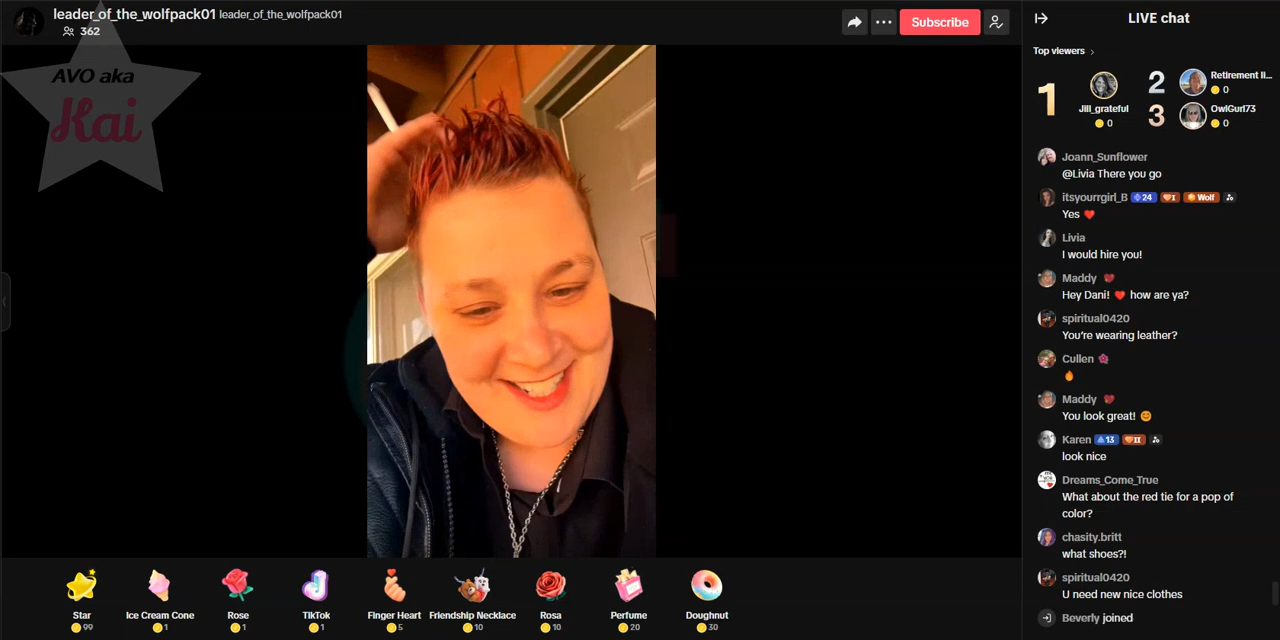 leader_of_the_wolfpack01 leader_of_the_wolfpack01
362
Subscribe
AVO aka
Kai
LIVE chat
Top viewers
1
Jill_grateful
0
2
Retirement li...
0
3
OwlGurl73
0
Joann_Sunflower
@Livia There you go
itsyourrgirl_B 24 I Wolf
Yes
Livia
I would hire you!
Maddy
Hey Dani! how are ya?
spiritual0420
You're wearing leather?
Cullen
Maddy
You look great!
Karen 13 II
look nice
Dreams_Come_True
What about the red tie for a pop of
color?
chasity.britt
what shoes?!
spiritual0420
U need new nice clothes
Beverly joined
Star
99
Ice Cream Cone
1
Rose
1
TikTok
1
Finger Heart
5
Friendship Necklace
10
Rosa
10
Perfume
20
Doughnut
30